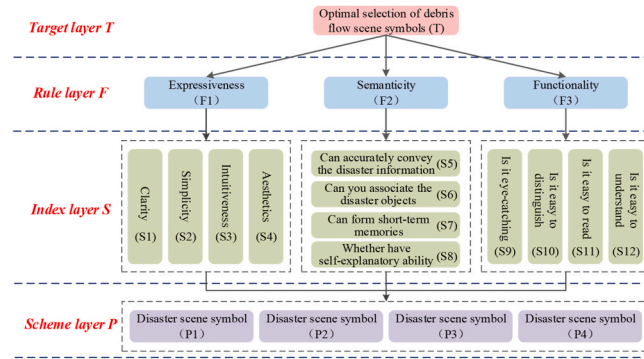 Target layer T
Optimal selection of debris
flow scene symbols (T)
Rule layer F
Expressiveness
(F1)
Semanticity
(F2)
Functionality
(F3)
Index layer S
Clarity
(S1)
Simplicity
(S2)
Intuitiveness
(S3)
Aesthetics
(S4)
Can accurately convey
the disaster information
(S5)
Can you associate the
disaster objects
(S6)
Can form short-term
memories
(S7)
Whether have
self-explanatory ability
(S8)
Is it eye-catching
(S9)
Is it easy to
distinguish
(S10)
Is it easy to read
(S11)
Is it easy to
understand
(S12)
Scheme layer P
Disaster scene symbol
(P1)
Disaster scene symbol
(P2)
Disaster scene symbol
(P3)
Disaster scene symbol
(P4)